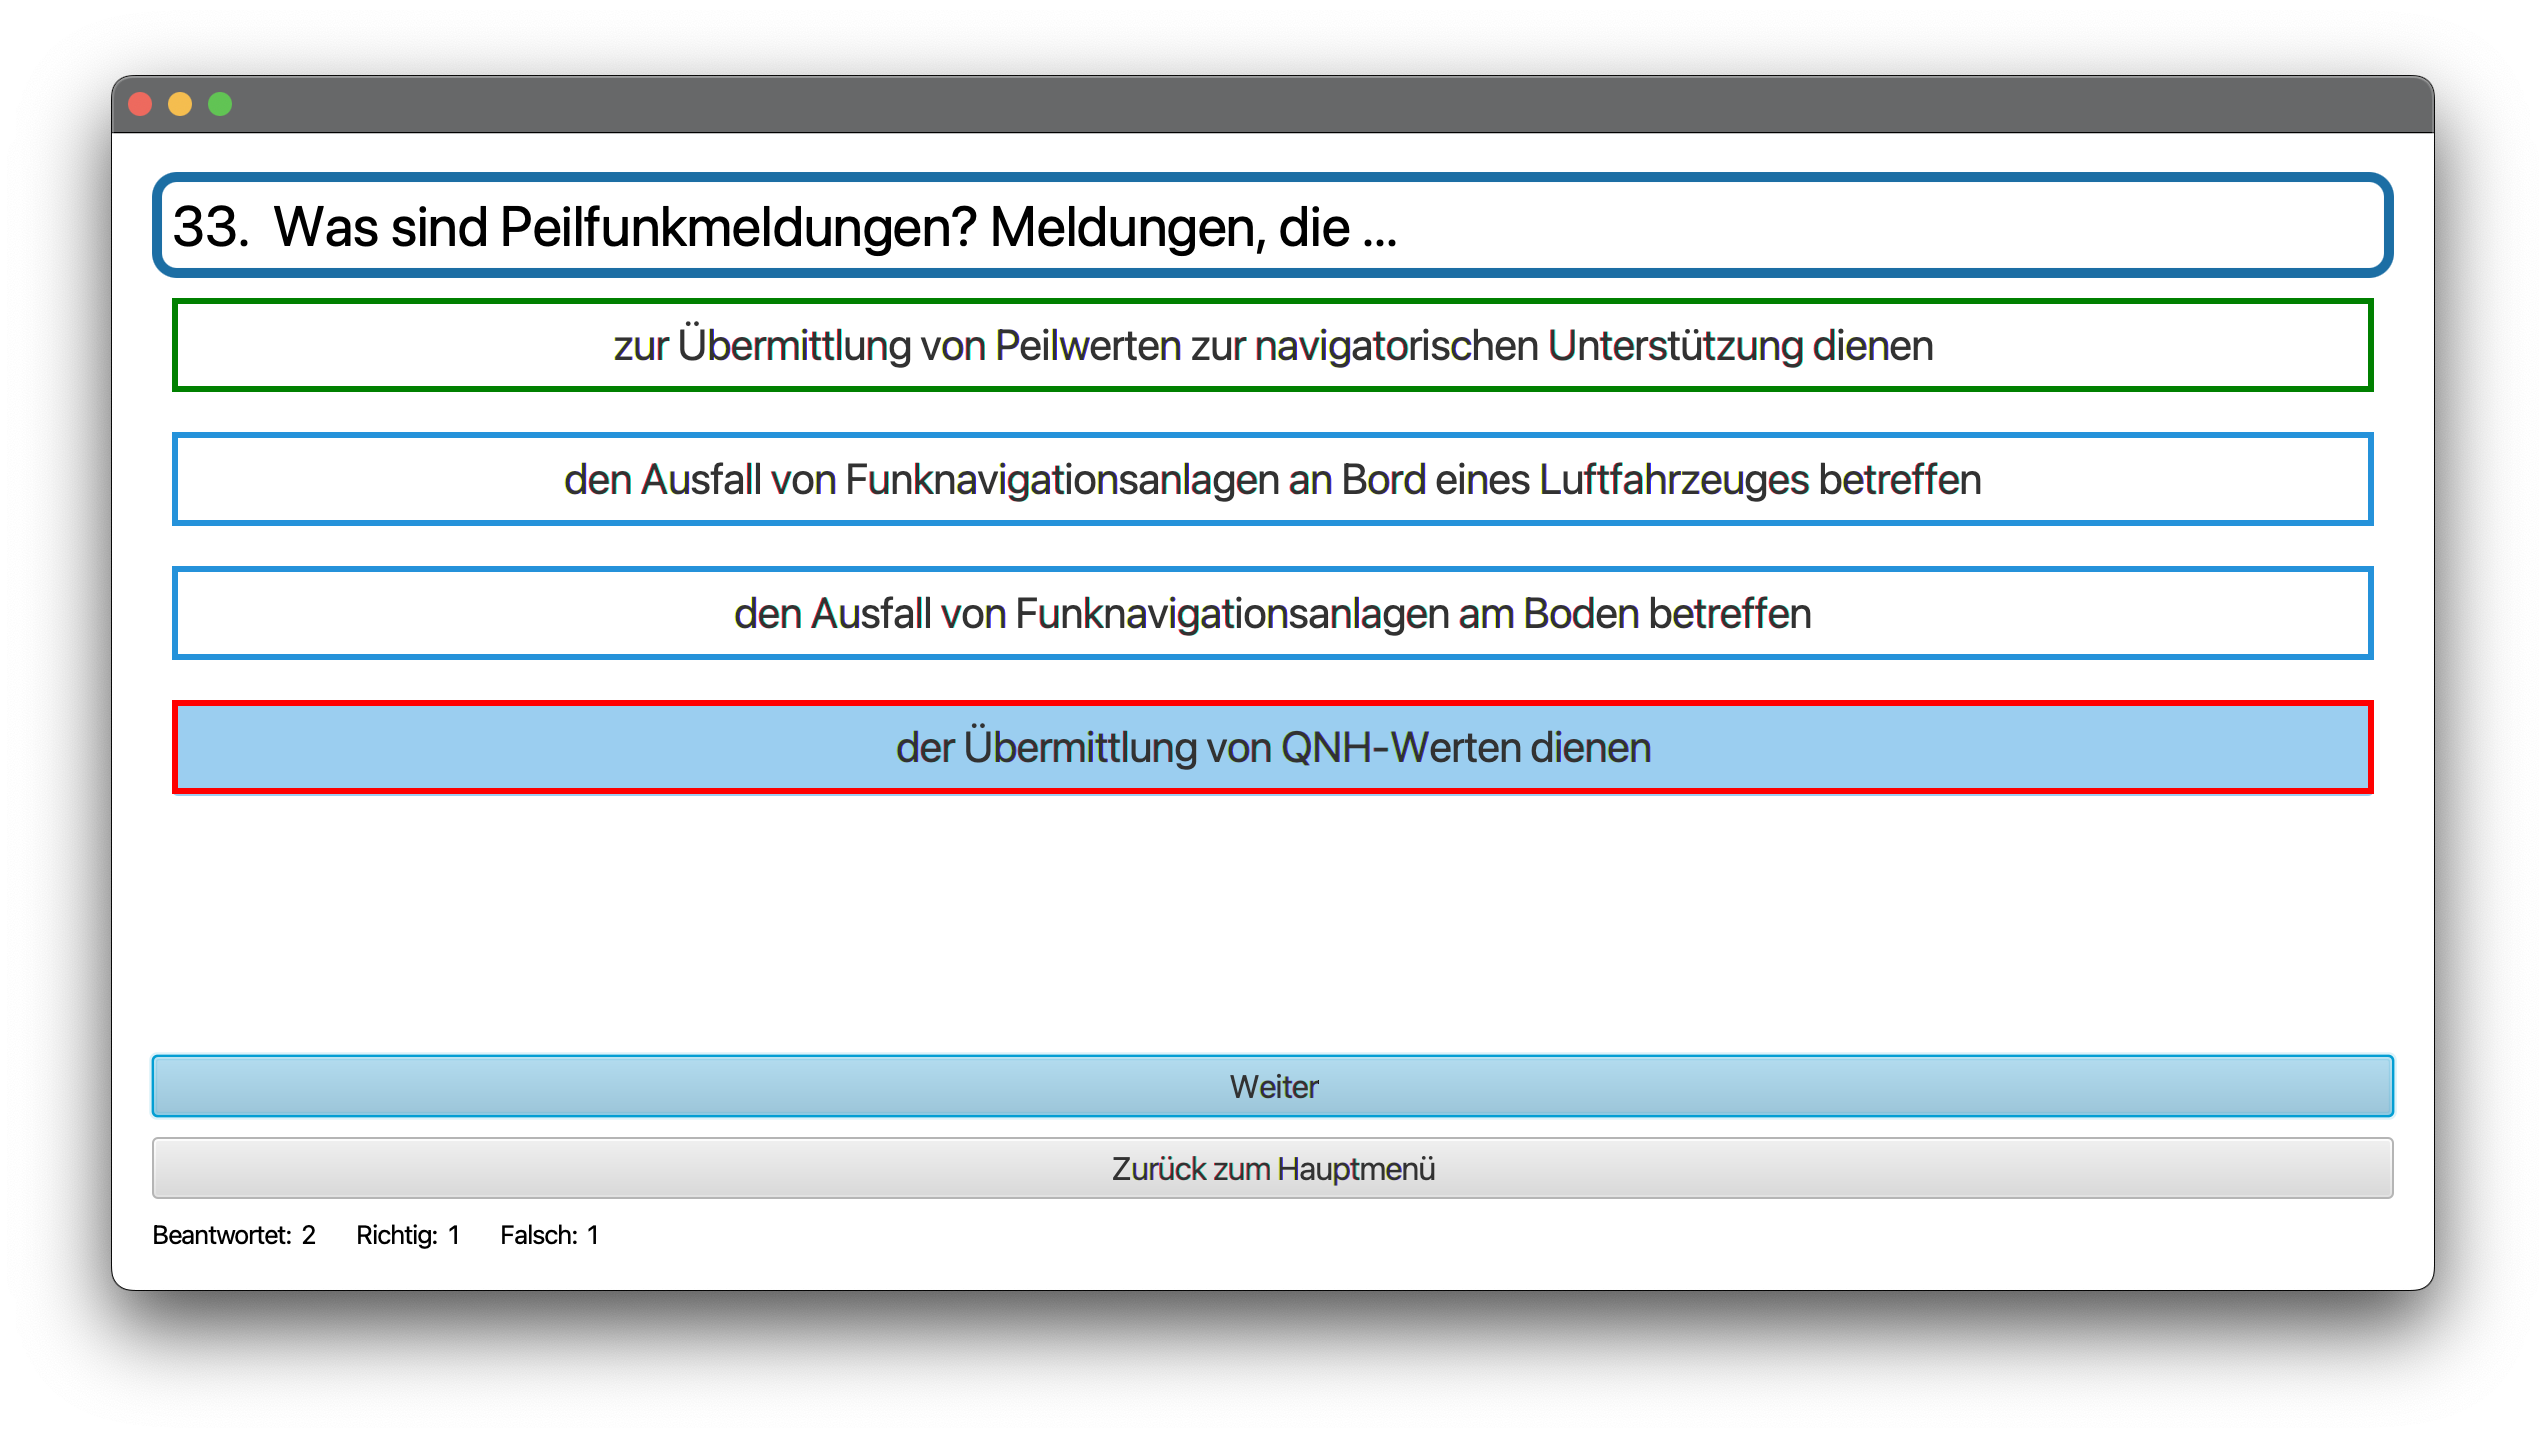 33. Was sind Peilfunkmeldungen? Meldungen, die ...
zur Übermittlung von Peilwerten zur navigatorischen Unterstützung dienen
den Ausfall von Funknavigationsanlagen an Bord eines Luftfahrzeuges betreffen
den Ausfall von Funknavigationsanlagen am Boden betreffen
der Übermittlung von QNH-Werten dienen
Weiter
Zurück zum Hauptmenü
Beantwortet: 2 Richtig: 1 Falsch: 1